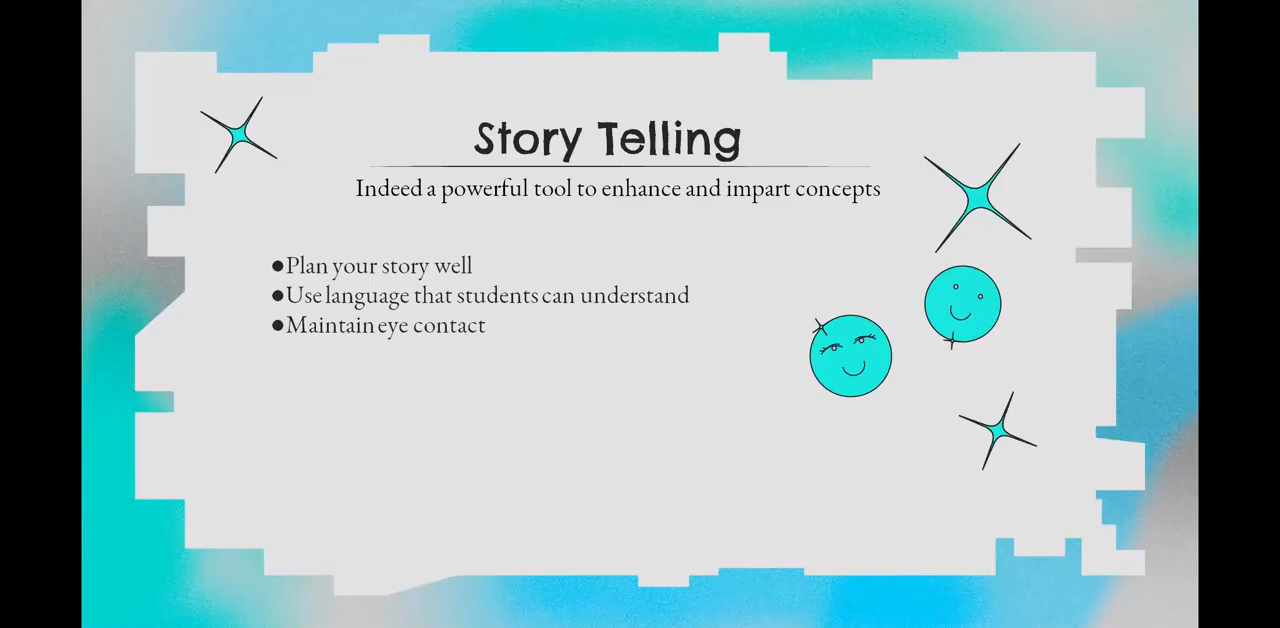 Story Telling
Indeed a powerful tool to enhance and impart concepts
●Plan your story well
●Use language that students can understand
●Maintain eye contact